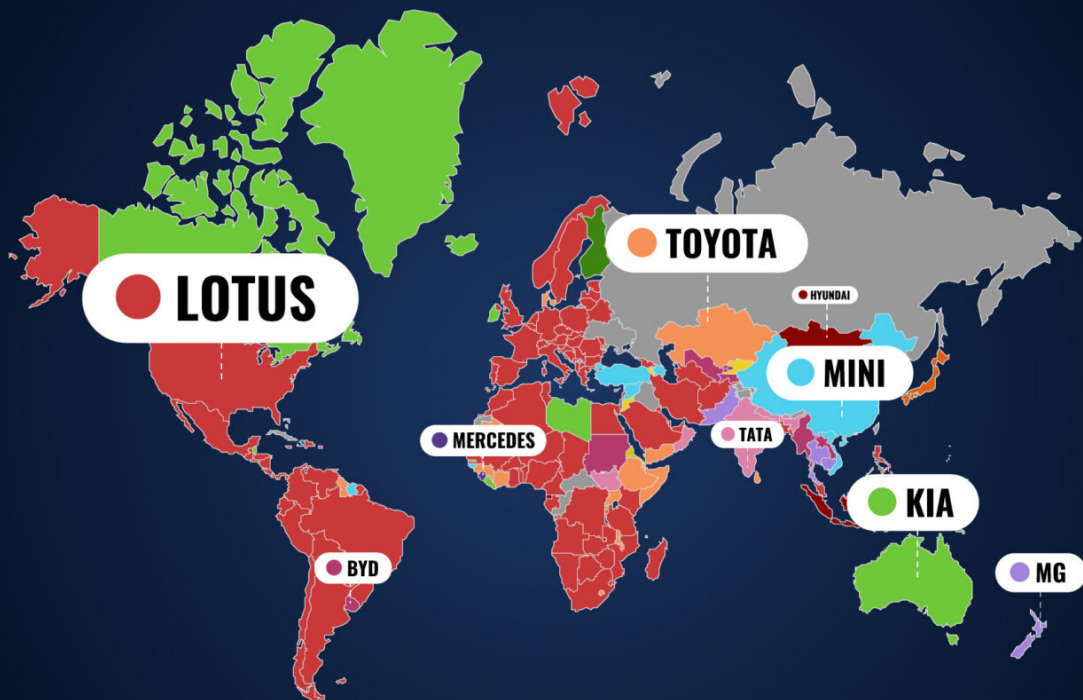 TOYOTA
LOTUS
HYUNDAI
MINI
MERCEDES
TATA
KIA
BYD
MG